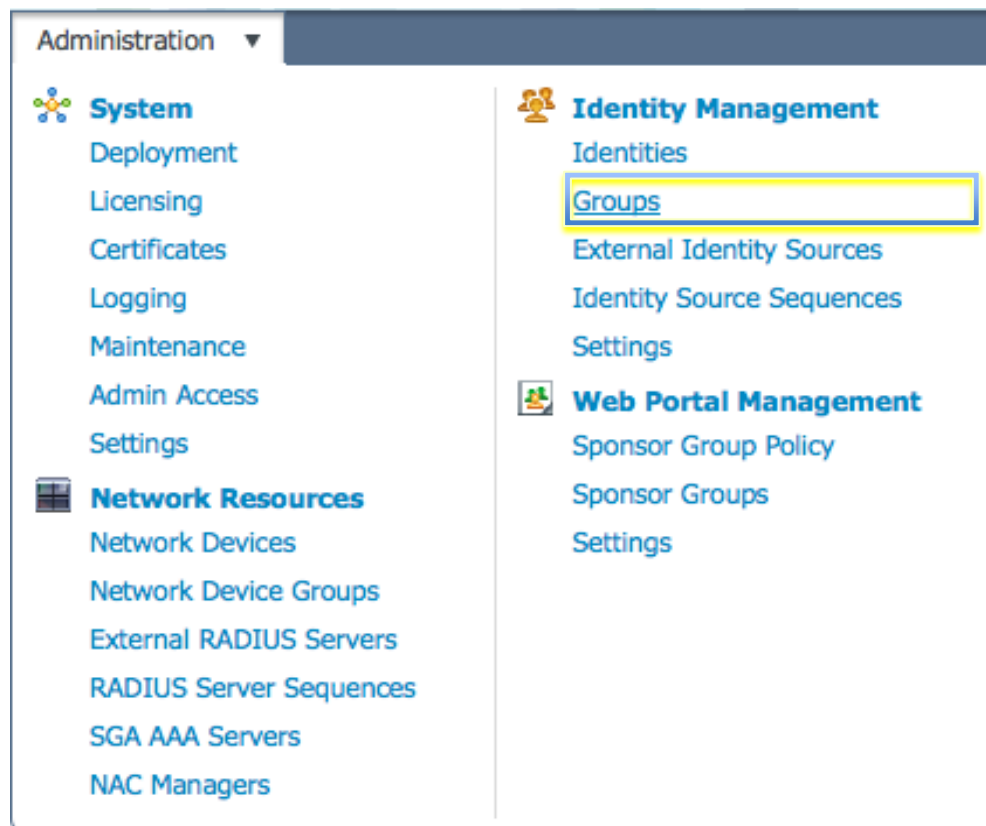 Administration ▼
System
Deployment
Licensing
Certificates
Logging
Maintenance
Admin Access
Settings
Network Resources
Network Devices
Network Device Groups
External RADIUS Servers
RADIUS Server Sequences
SGA AAA Servers
NAC Managers
Identity Management
Identities
Groups
External Identity Sources
Identity Source Sequences
Settings
Web Portal Management
Sponsor Group Policy
Sponsor Groups
Settings